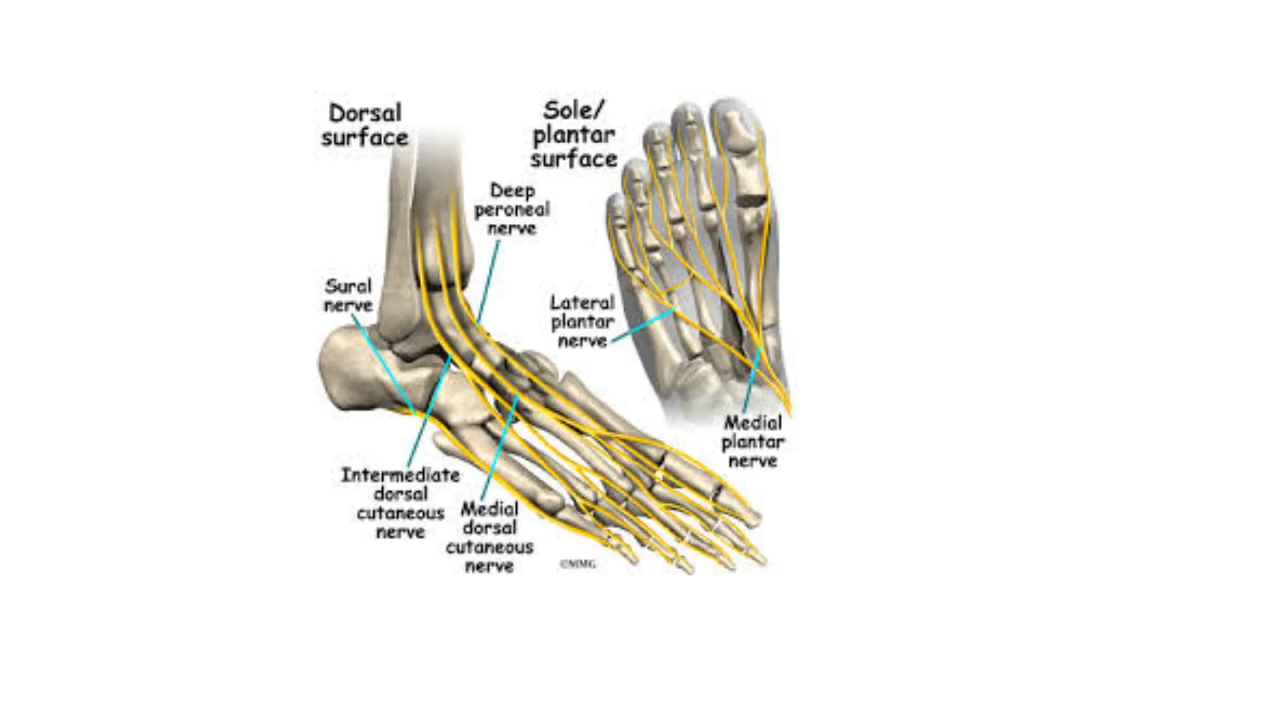 Dorsal
surface
Sole/
plantar
surface
Deep
peroneal
nerve
Sural
nerve
Lateral
plantar
nerve
Medial
plantar
nerve
Intermediate
dorsal
cutaneous
nerve
Medial
dorsal
cutaneous
nerve
©MMG